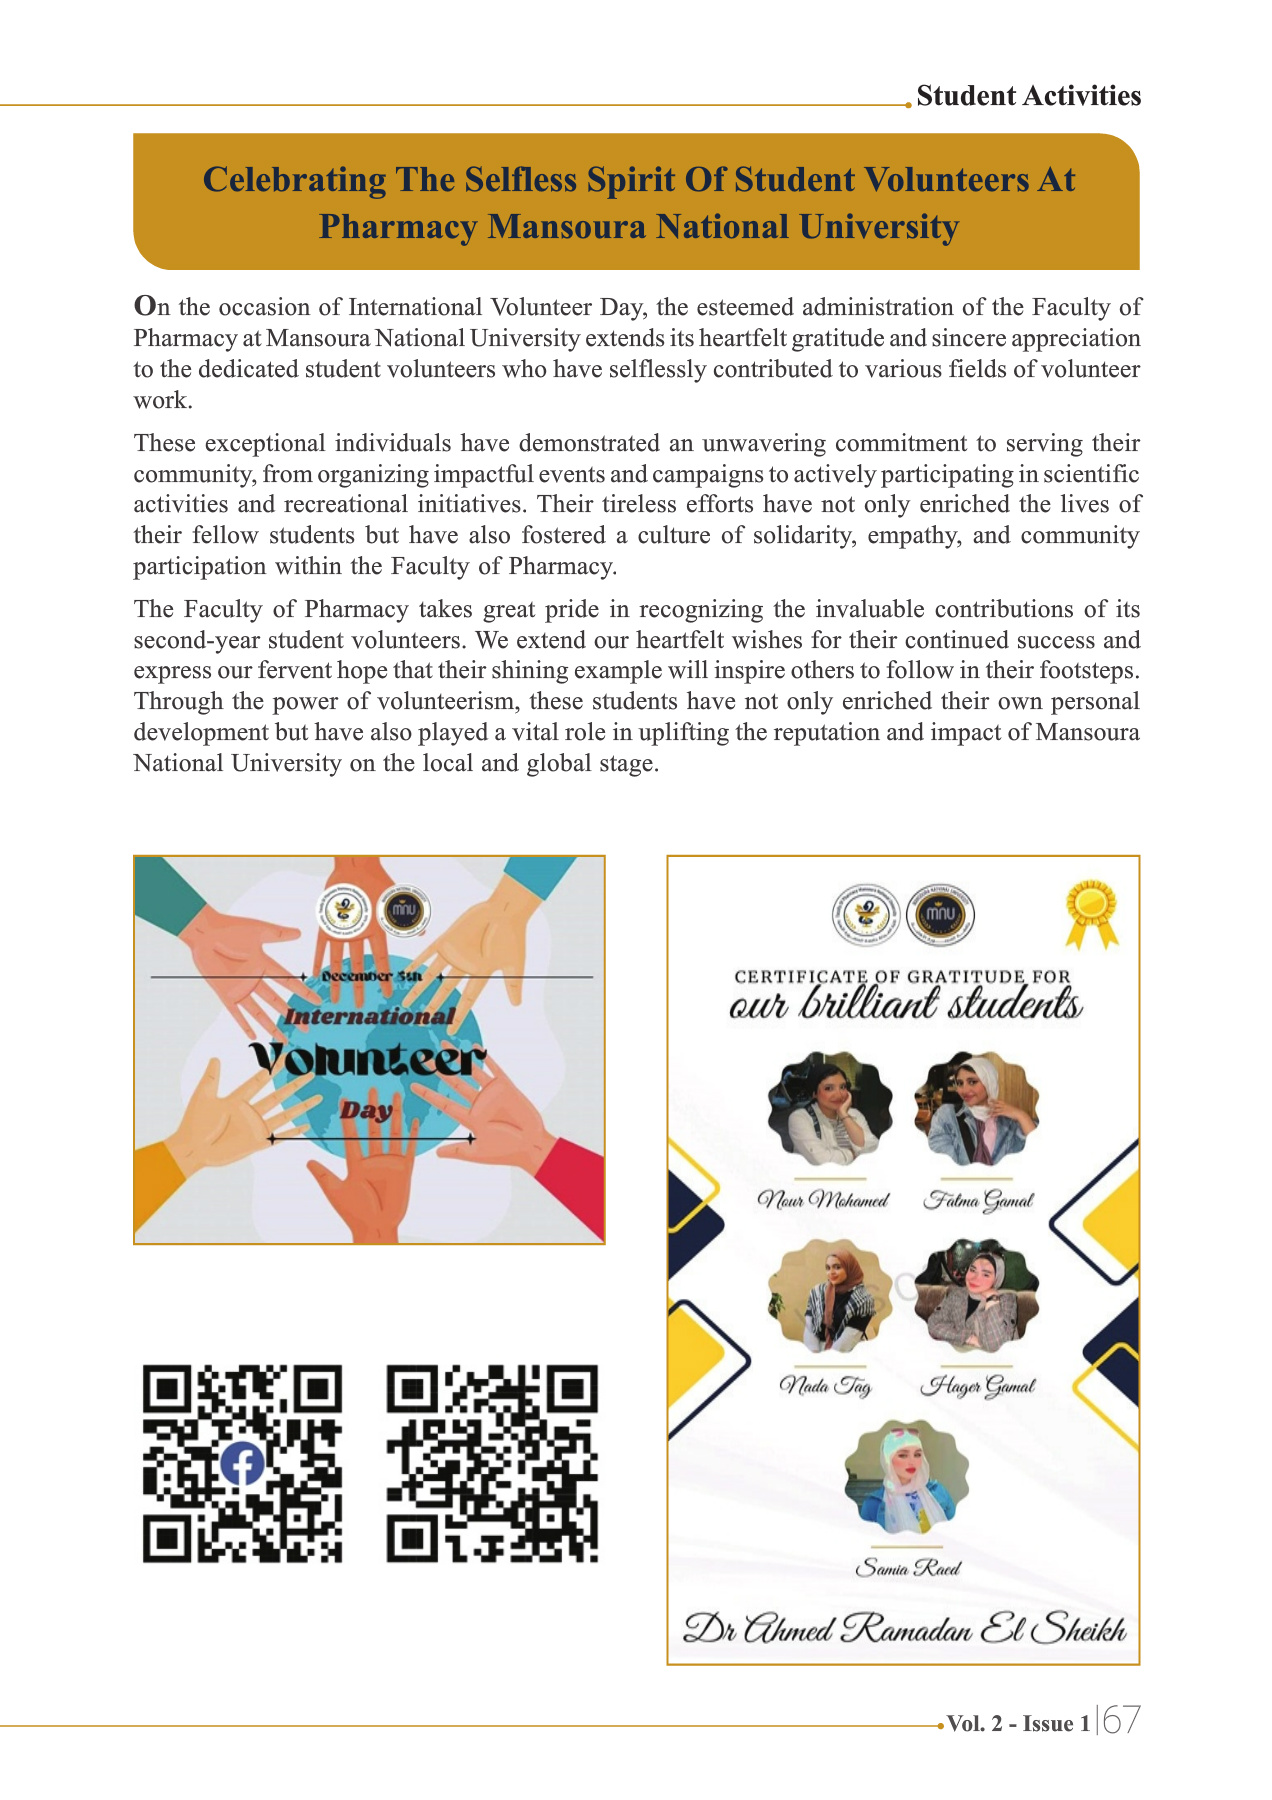 Student Activities
Celebrating The Selfless Spirit Of Student Volunteers At
Pharmacy Mansoura National University
On the occasion of International Volunteer Day, the esteemed administration of the Faculty of
Pharmacy at Mansoura National University extends its heartfelt gratitude and sincere appreciation
to the dedicated student volunteers who have selflessly contributed to various fields of volunteer
work.
These exceptional individuals have demonstrated an unwavering commitment to serving their
community, from organizing impactful events and campaigns to actively participating in scientific
activities and recreational initiatives. Their tireless efforts have not only enriched the lives of
their fellow students but have also fostered a culture of solidarity, empathy, and community
participation within the Faculty of Pharmacy.
The Faculty of Pharmacy takes great pride in recognizing the invaluable contributions of its
second-year student volunteers. We extend our heartfelt wishes for their continued success and
express our fervent hope that their shining example will inspire others to follow in their footsteps.
Through the power of volunteerism, these students have not only enriched their own personal
development but have also played a vital role in uplifting the reputation and impact of Mansoura
National University on the local and global stage.
mnu
December 5th
International
Volunteer
Day
mnu
CERTIFICATE OF GRATITUDE FOR
our brilliant students
Nour Mohamed
Fatma Gamal
Nada Tag
Hager Gamal
Samia Raed
Dr Ahmed Ramadan El Sheikh
Vol. 2 - Issue 1
67